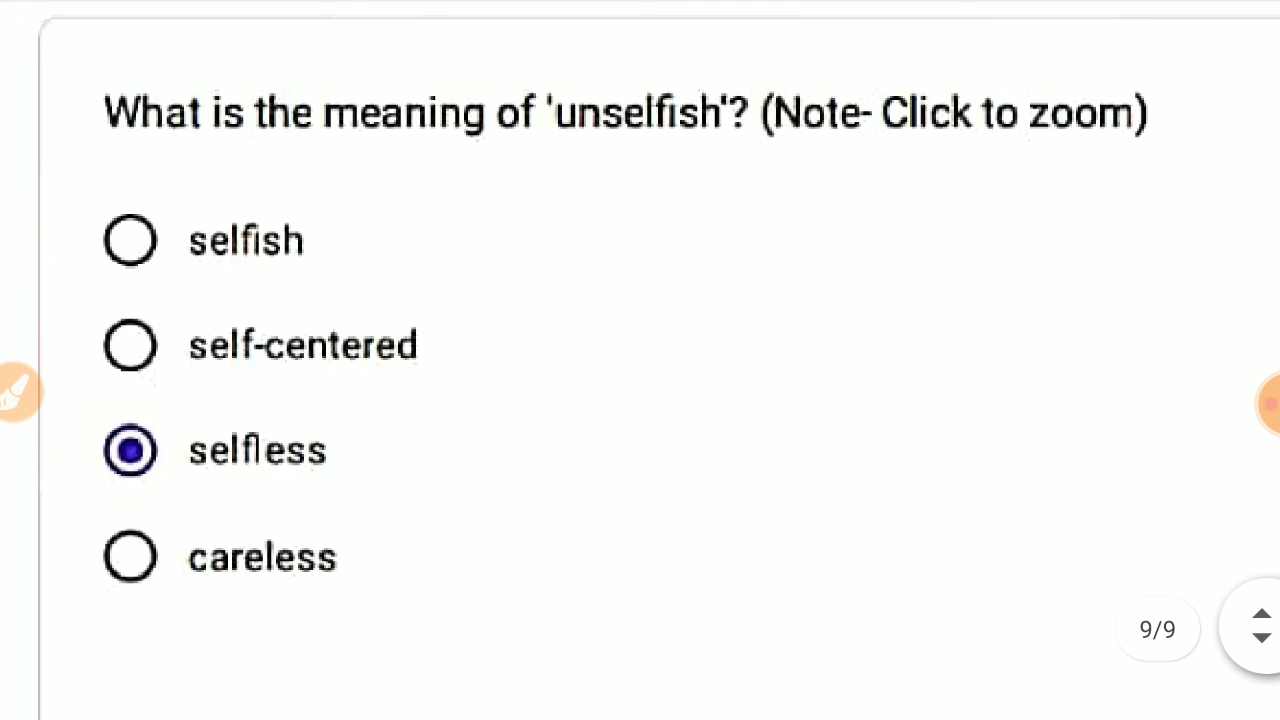 What is the meaning of 'unselfish'? (Note- Click to zoom)
selfish
self-centered
selfless
careless
9/9